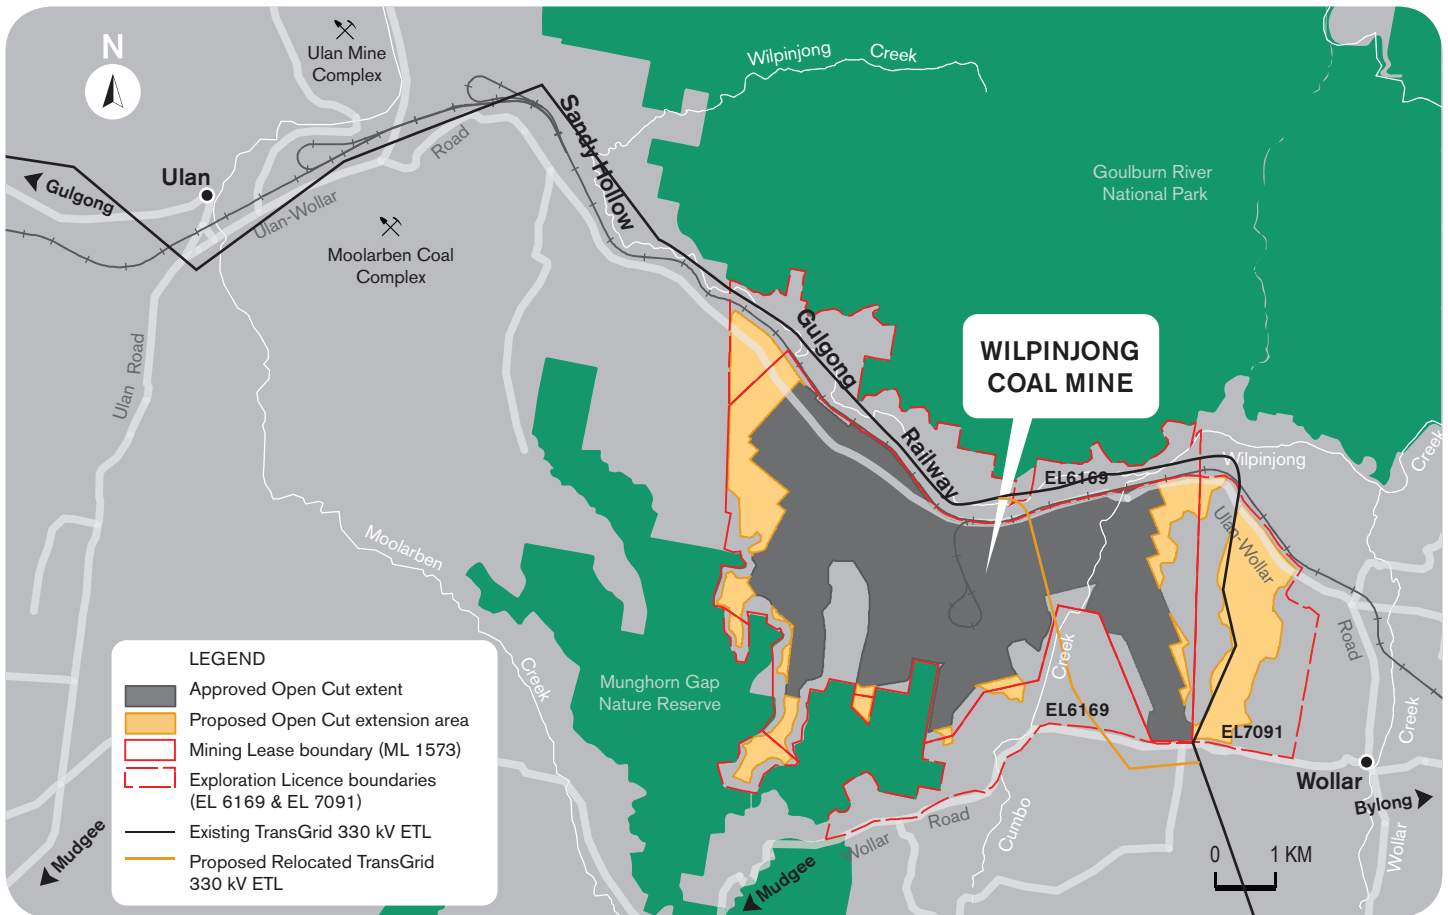 N
Ulan Mine
Complex
Wilpinjong Creek
Sandy Hollow
Road
Goulburn River
National Park
Ulan
Gulgong
Ulan-Wollar
Moolarben Coal
Complex
Gulgong
WILPINJONG
COAL MINE
Ulan Road
Railway
Creek
Wilpinjong
EL6169
Ulan-Wollar
Moolarben
Road
Creek
Creek
LEGEND
Approved Open Cut extent
Proposed Open Cut extension area
Mining Lease boundary (ML 1573)
Exploration Licence boundaries
(EL 6169 & EL 7091)
Existing TransGrid 330 kV ETL
Proposed Relocated TransGrid
330 kV ETL
Munghorn Gap
Nature Reserve
EL6169
EL7091
Creek
Wollar
Bylong
Cumbo
Wollar Road
Wollar
Mudgee
Mudgee
0 1 KM